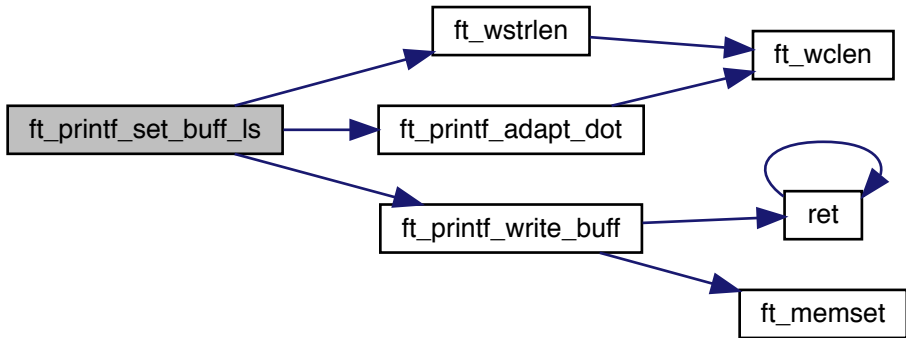 ft_printf_set_buff_ls
ft_wstrlen
ft_wclen
ft_printf_adapt_dot
ft_printf_write_buff
ret
ft_memset